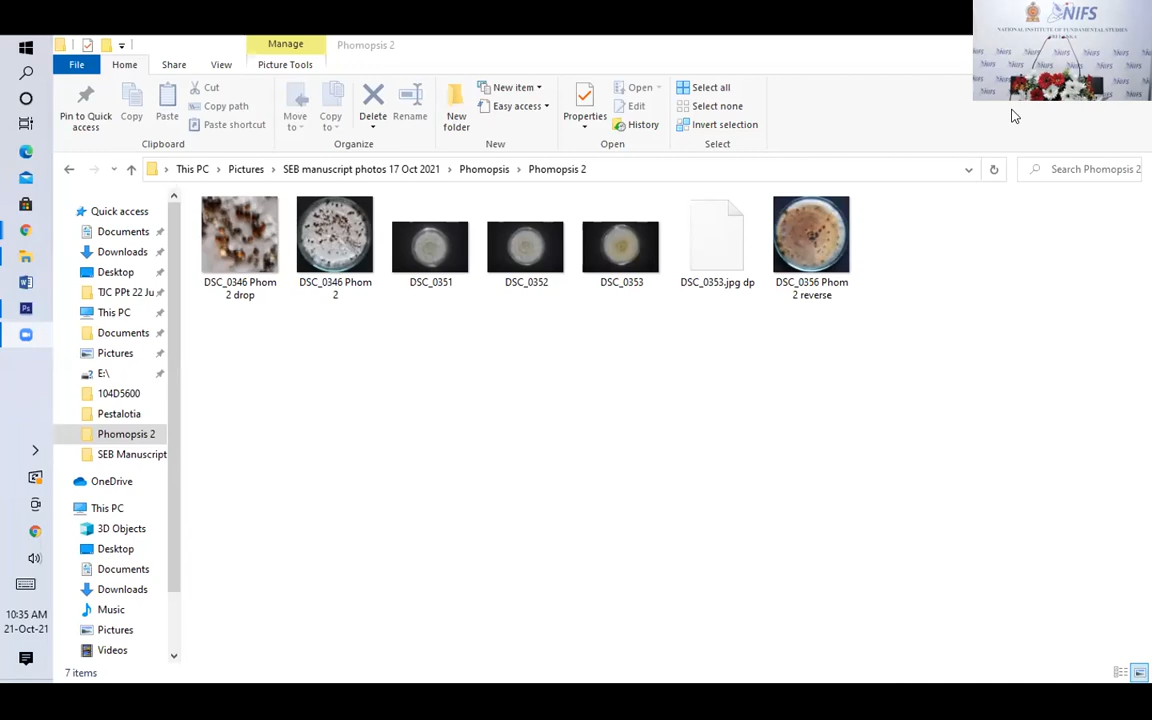 NIFS
NATIONAL INSTITUTE OF FUNDAMENTAL STUDIES
Manage
Phomopsis 2
File
Home
Share
View
Picture Tools
Pin to Quick access
Copy
Paste
Cut
Copy path
Paste shortcut
Clipboard
Move to
Copy to
Delete
Rename
Organize
New folder
New item
Easy access
New
Properties
Open
Edit
History
Open
Select all
Select none
Invert selection
Select
This PC
Pictures
SEB manuscript photos 17 Oct 2021
Phomopsis
Phomopsis 2
Search Phomopsis 2
Quick access
Documents
Downloads
Desktop
TJC PPt 22 Ju
This PC
Documents
Pictures
E:\
104D5600
Pestalotia
Phomopsis 2
SEB Manuscript
OneDrive
This PC
3D Objects
Desktop
Documents
Downloads
Music
Pictures
Videos
DSC_0346 Phom
2 drop
DSC_0346 Phom
2
DSC_0351
DSC_0352
DSC_0353
DSC_0353.jpg dp
DSC_0356 Phom
2 reverse
10:35 AM
21-Oct-21
7 items